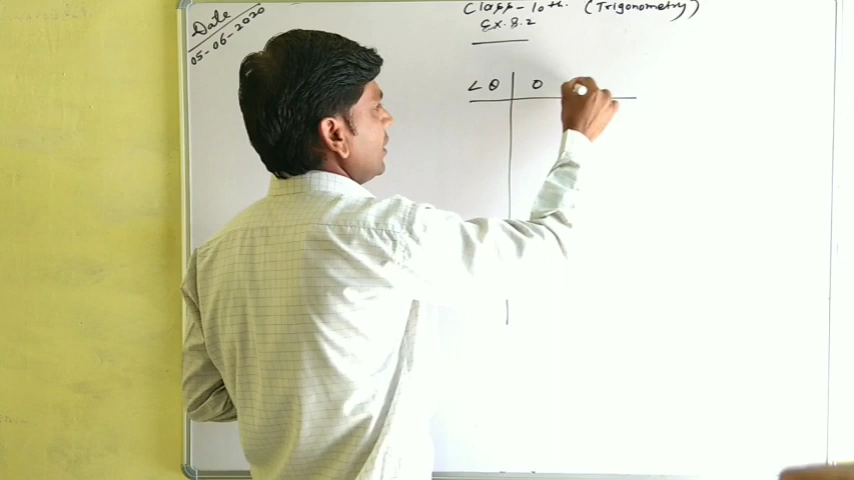 Date
05-06-2020
Class-10th. (Trigonometry)
Ex. 8.2
∠θ 0